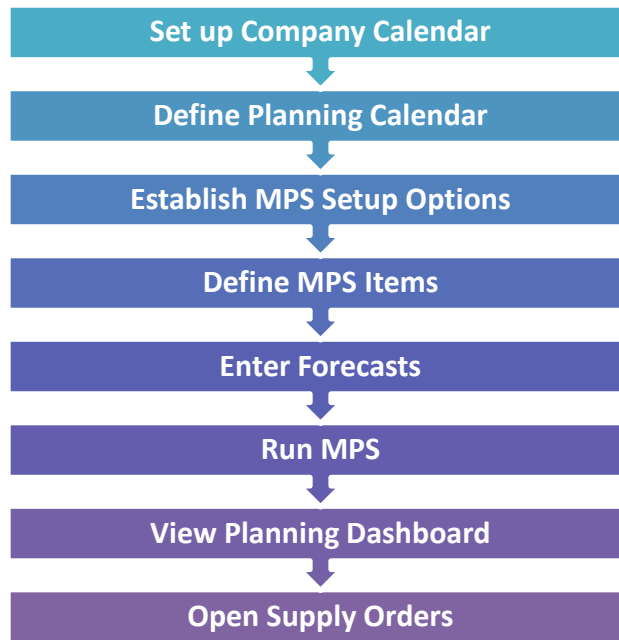 Set up Company Calendar
Define Planning Calendar
Establish MPS Setup Options
Define MPS Items
Enter Forecasts
Run MPS
View Planning Dashboard
Open Supply Orders